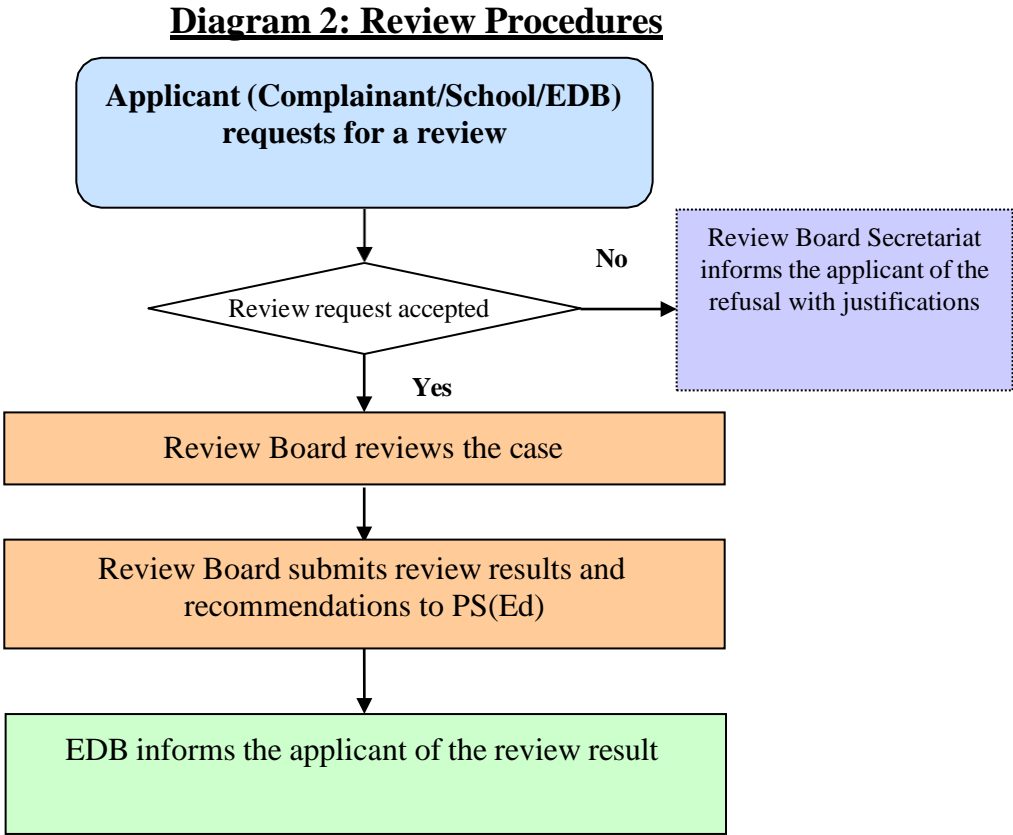 Diagram 2: Review Procedures
Applicant (Complainant/School/EDB)
requests for a review
No
Review Board Secretariat
informs the applicant of the
refusal with justifications
Review request accepted
Yes
Review Board reviews the case
Review Board submits review results and
recommendations to PS(Ed)
EDB informs the applicant of the review result